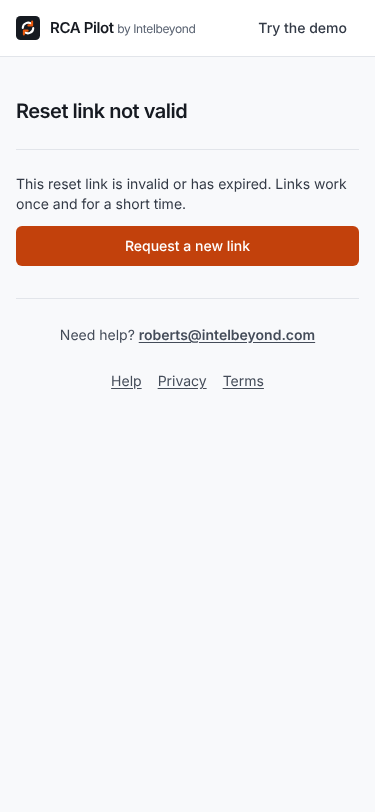 RCA Pilot by Intelbeyond
Try the demo
Reset link not valid
This reset link is invalid or has expired. Links work
once and for a short time.
Request a new link
Need help? roberts@intelbeyond.com
Help Privacy Terms